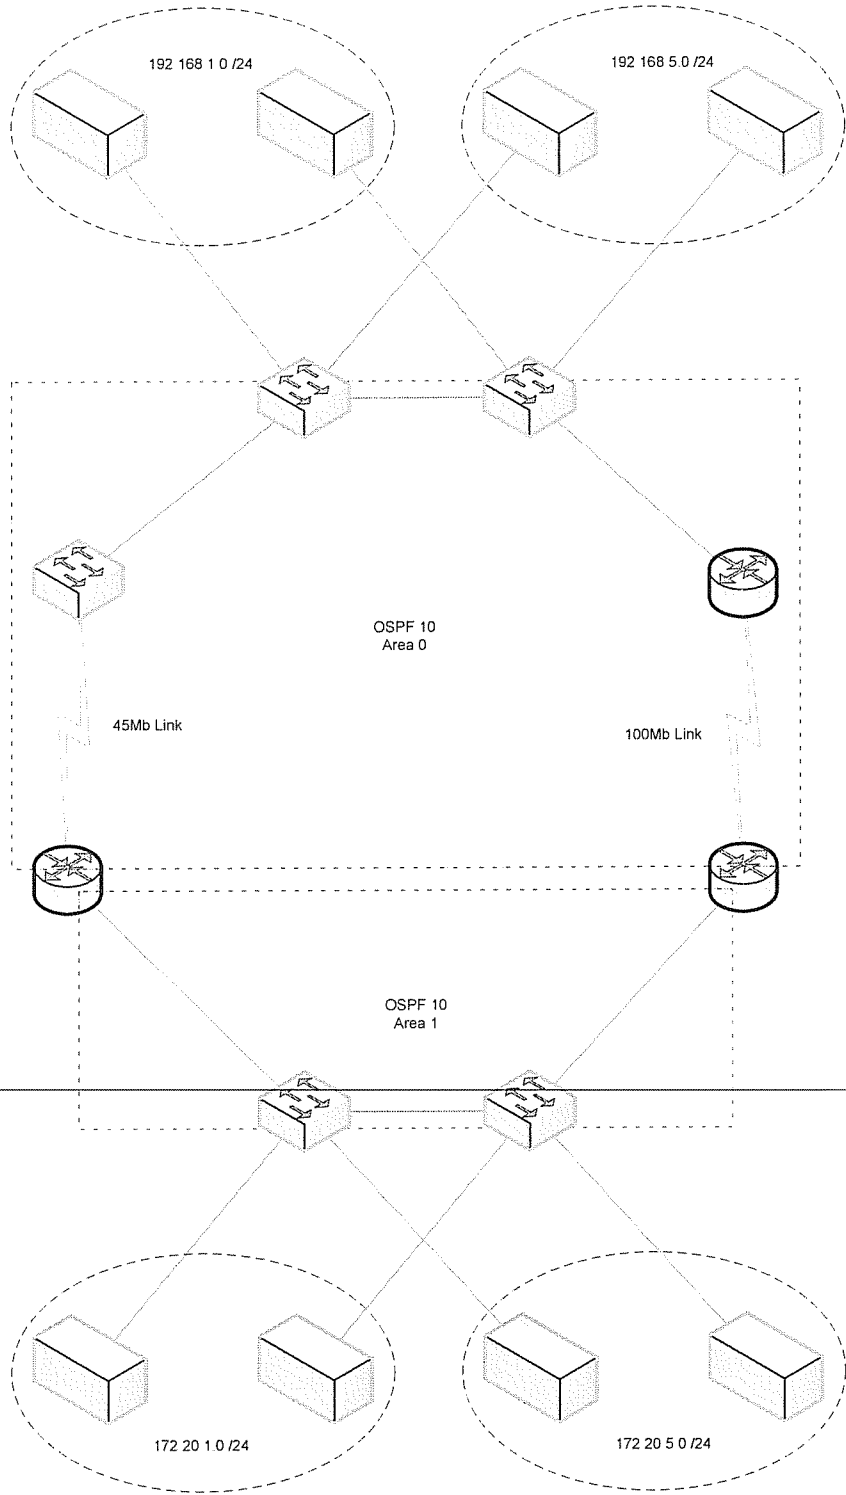 192 168 1 0 /24
192 168 5.0 /24
OSPF 10
Area 0
45Mb Link
100Mb Link
OSPF 10
Area 1
172 20 1.0 /24
172 20 5 0 /24